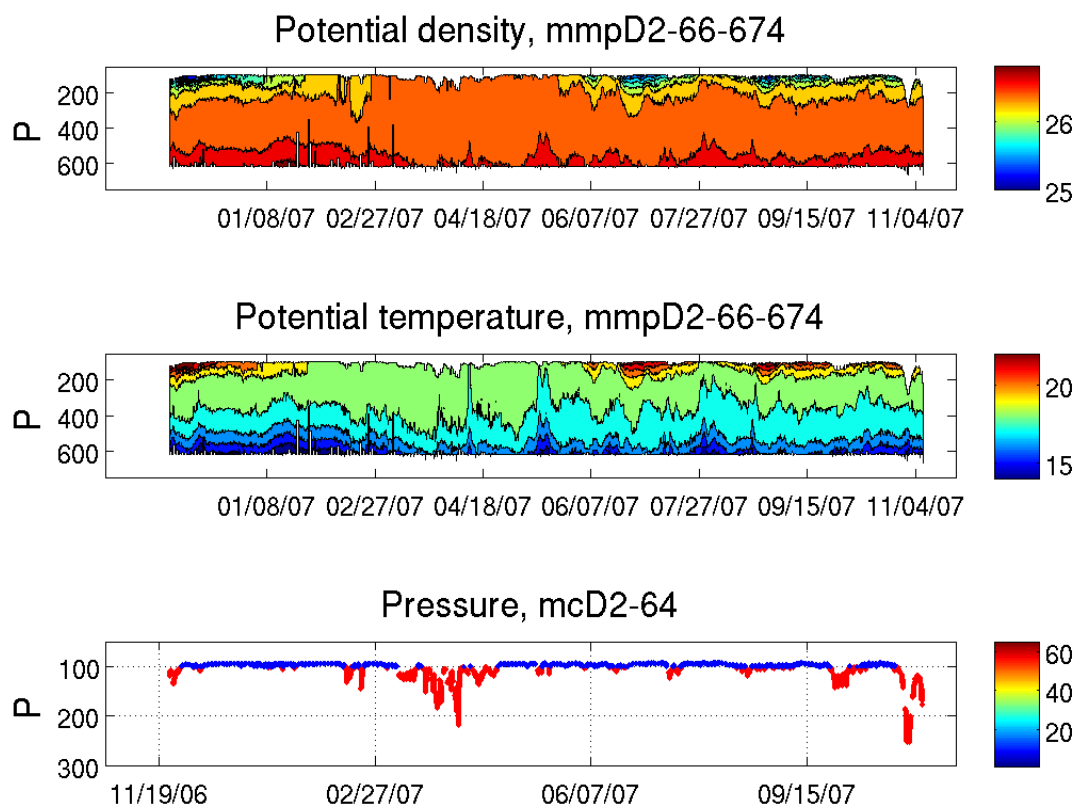 Potential density, mmpD2-66-674
P
200
400
600
01/08/07 02/27/07 04/18/07 06/07/07 07/27/07 09/15/07 11/04/07
26
25
Potential temperature, mmpD2-66-674
P
200
400
600
01/08/07 02/27/07 04/18/07 06/07/07 07/27/07 09/15/07 11/04/07
20
15
Pressure, mcD2-64
P
100
200
300
11/19/06 02/27/07 06/07/07 09/15/07
60
40
20